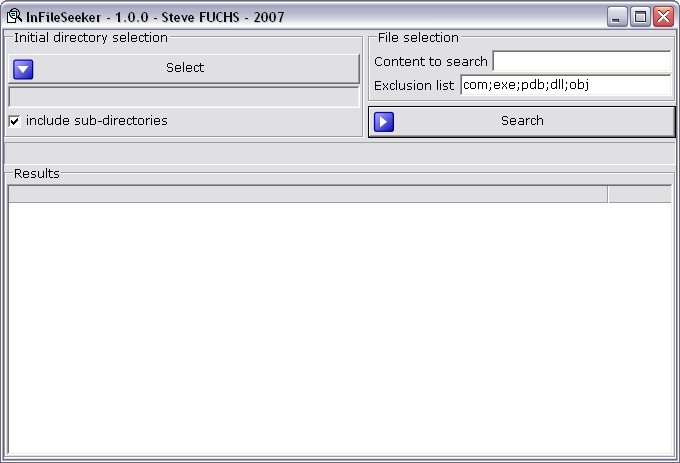 InFileSeeker - 1.0.0 - Steve FUCHS - 2007
Initial directory selection
Select
include sub-directories
File selection
Content to search
Exclusion list com;exe;pdb;dll;obj
Search
Results